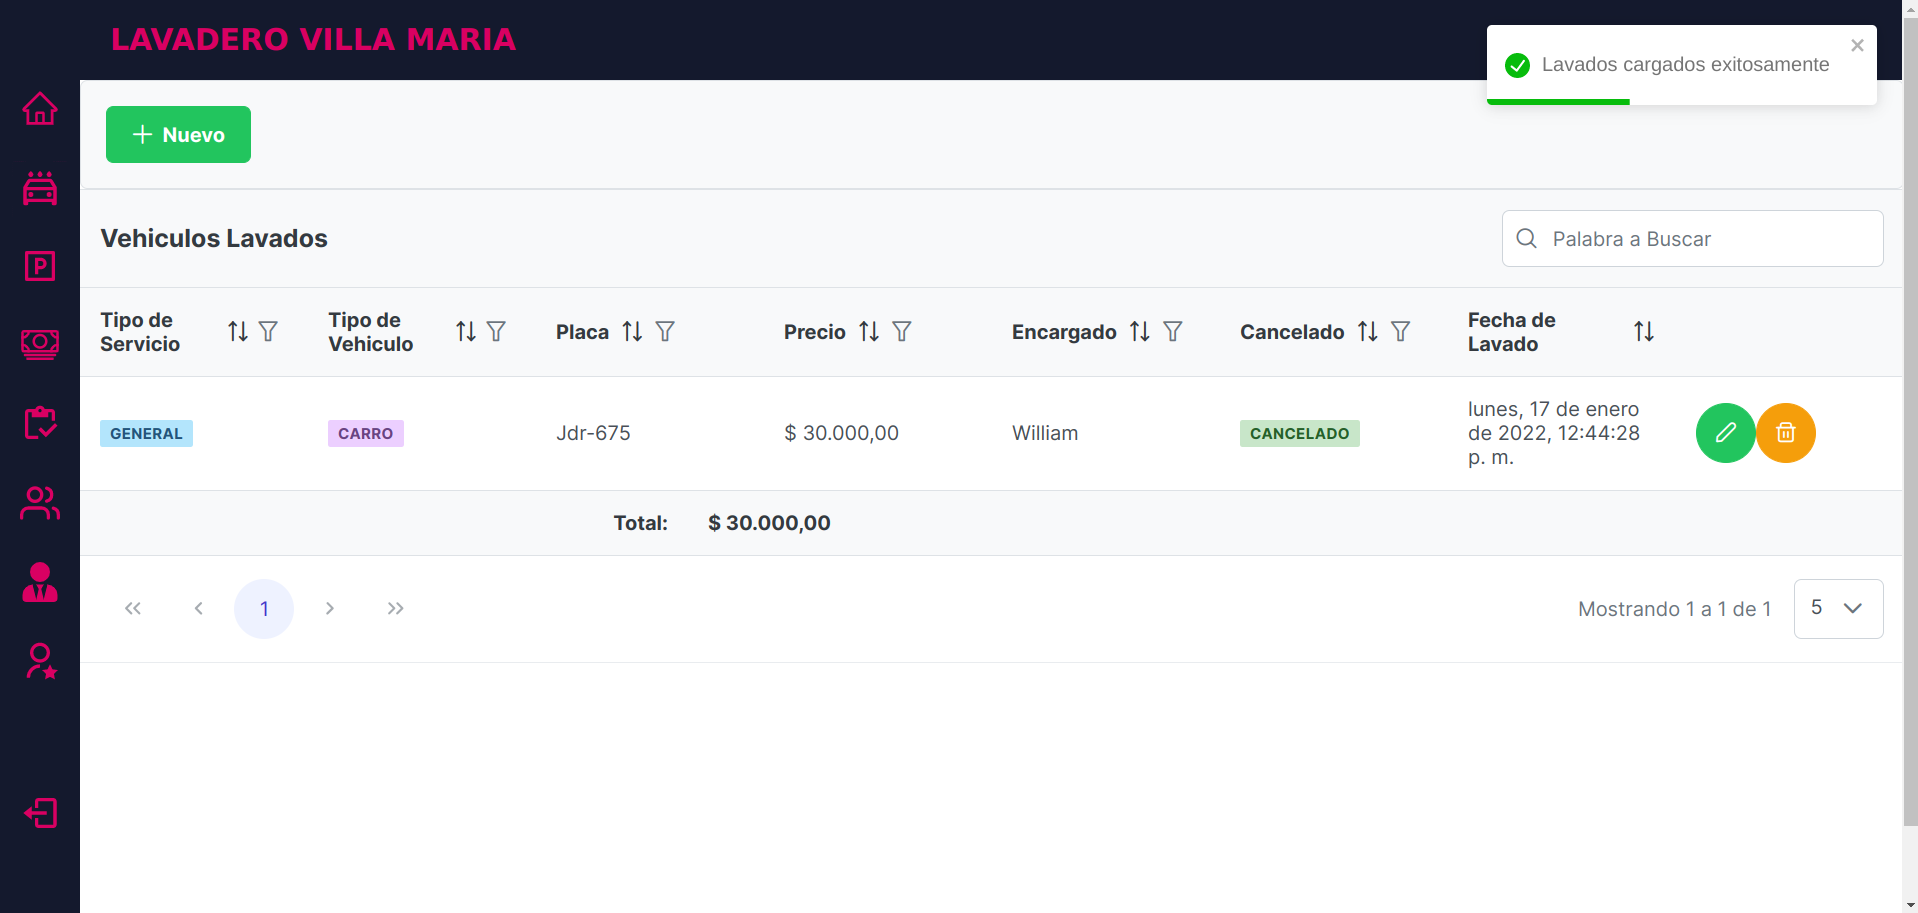 LAVADERO VILLA MARIA
Lavados cargados exitosamente
Nuevo
Vehiculos Lavados
Palabra a Buscar
Tipo de
Servicio
Tipo de
Vehiculo
Placa
Precio
Encargado
Cancelado
Fecha de
Lavado
GENERAL
CARRO
Jdr-675
$ 30.000,00
William
CANCELADO
lunes, 17 de enero
de 2022, 12:44:28
p. m.
Total: $ 30.000,00
1
Mostrando 1 a 1 de 1
5